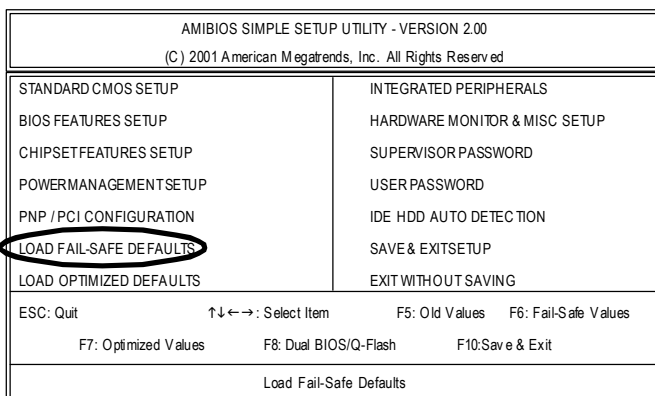 AMIBIOS SIMPLE SETUP UTILITY - VERSION 2.00
(C) 2001 American Megatrends, Inc. All Rights Reserved
STANDARD CMOS SETUP
BIOS FEATURES SETUP
CHIPSET FEATURES SETUP
POWER MANAGEMENT SETUP
PNP / PCI CONFIGURATION
LOAD FAIL-SAFE DEFAULTS
LOAD OPTIMIZED DEFAULTS
INTEGRATED PERIPHERALS
HARDWARE MONITOR & MISC SETUP
SUPERVISOR PASSWORD
USER PASSWORD
IDE HDD AUTO DETECTION
SAVE & EXIT SETUP
EXIT WITHOUT SAVING
ESC: Quit ↑↓←→: Select Item F5: Old Values F6: Fail-Safe Values
F7: Optimized Values F8: Dual BIOS/Q-Flash F10:Save & Exit
Load Fail-Safe Defaults